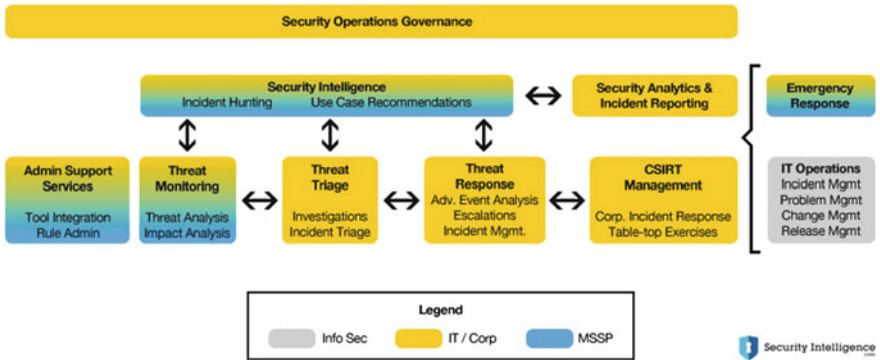 Security Operations Governance
Security Intelligence
Incident Hunting Use Case Recommendations
Security Analytics &
Incident Reporting
Emergency
Response
Admin Support
Services
Tool Integration
Rule Admin
Threat
Monitoring
Threat Analysis
Impact Analysis
Threat
Triage
Investigations
Incident Triage
Threat
Response
Adv. Event Analysis
Escalations
Incident Mgmt.
CSIRT
Management
Corp. Incident Response
Table-top Exercises
IT Operations
Incident Mgmt
Problem Mgmt
Change Mgmt
Release Mgmt
Legend
Info Sec
IT / Corp
MSSP
Security Intelligence
.com